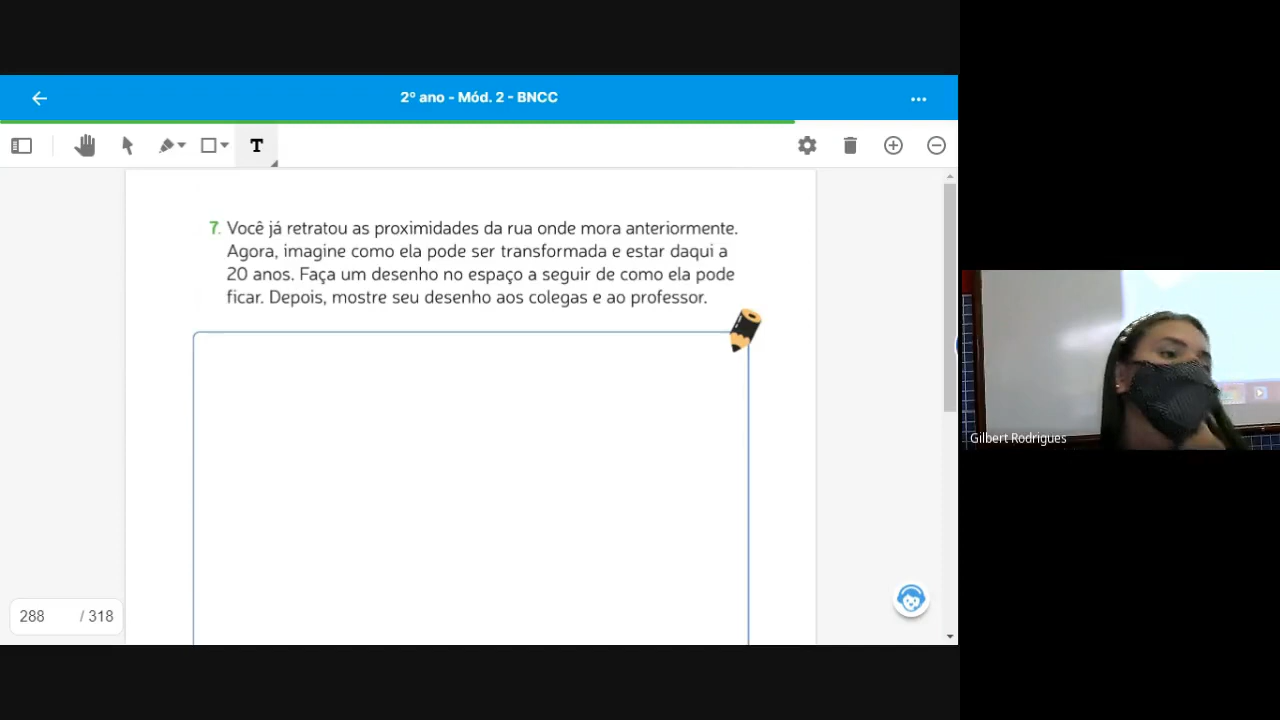 2º ano - Mód. 2 - BNCC
T
7. Você já retratou as proximidades da rua onde mora anteriormente.
Agora, imagine como ela pode ser transformada e estar daqui a
20 anos. Faça um desenho no espaço a seguir de como ela pode
ficar. Depois, mostre seu desenho aos colegas e ao professor.
288 / 318
Gilbert Rodrigues